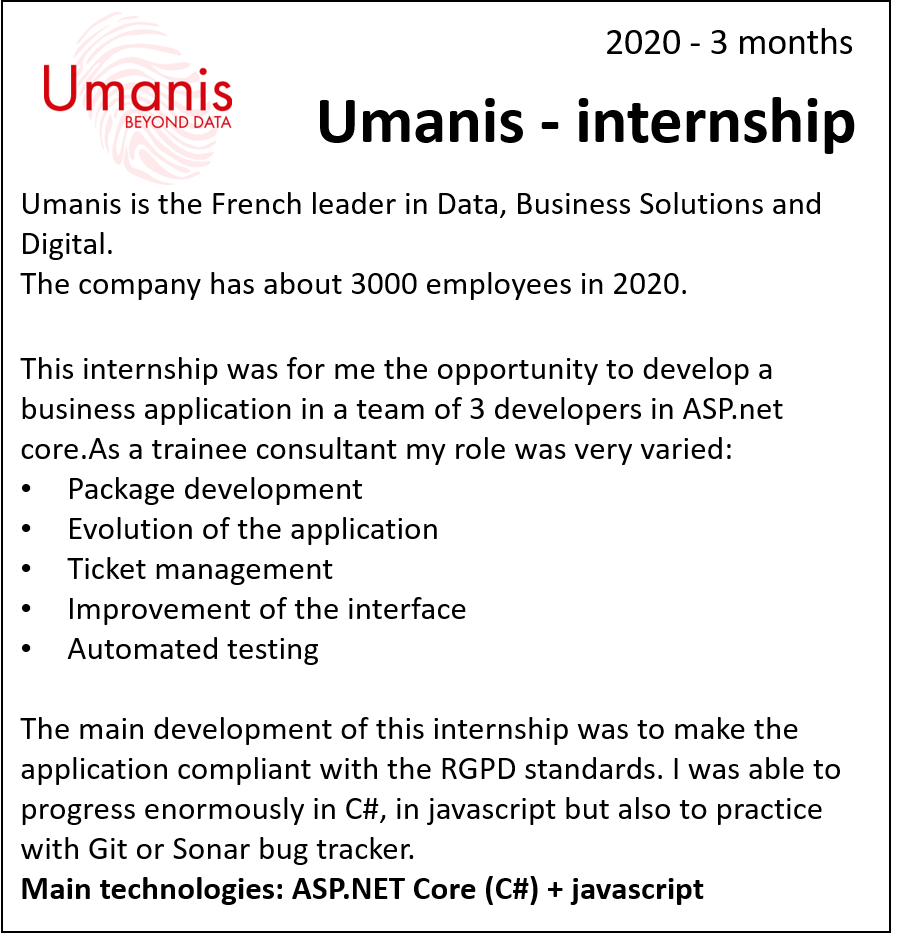 2020 - 3 months
Umanis
BEYOND DATA
Umanis - internship
Umanis is the French leader in Data, Business Solutions and
Digital.
The company has about 3000 employees in 2020.
This internship was for me the opportunity to develop a
business application in a team of 3 developers in ASP.net
core.As a trainee consultant my role was very varied:
• Package development
• Evolution of the application
• Ticket management
• Improvement of the interface
• Automated testing
The main development of this internship was to make the
application compliant with the RGPD standards. I was able to
progress enormously in C#, in javascript but also to practice
with Git or Sonar bug tracker.
Main technologies: ASP.NET Core (C#) + javascript